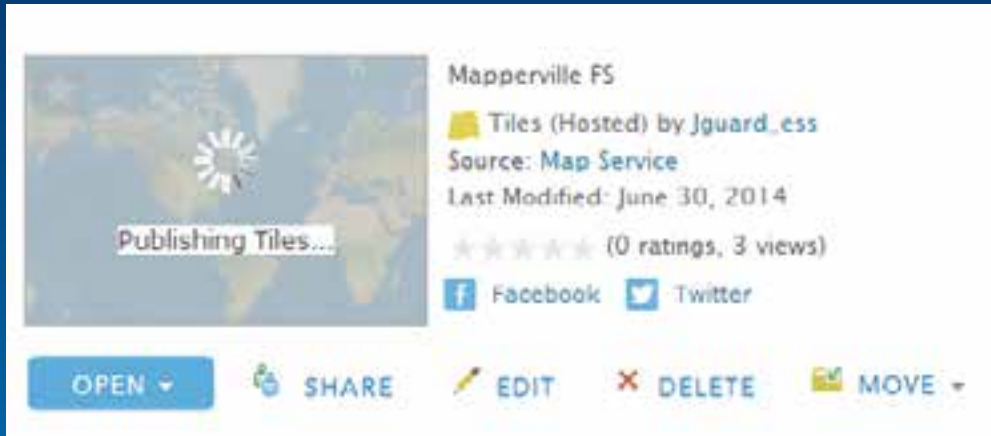 Mapperville FS
Tiles (Hosted) by Jguard_ess
Source: Map Service
Last Modified: June 30, 2014
Publishing Tiles...
(0 ratings, 3 views)
Facebook Twitter
OPEN SHARE EDIT DELETE MOVE